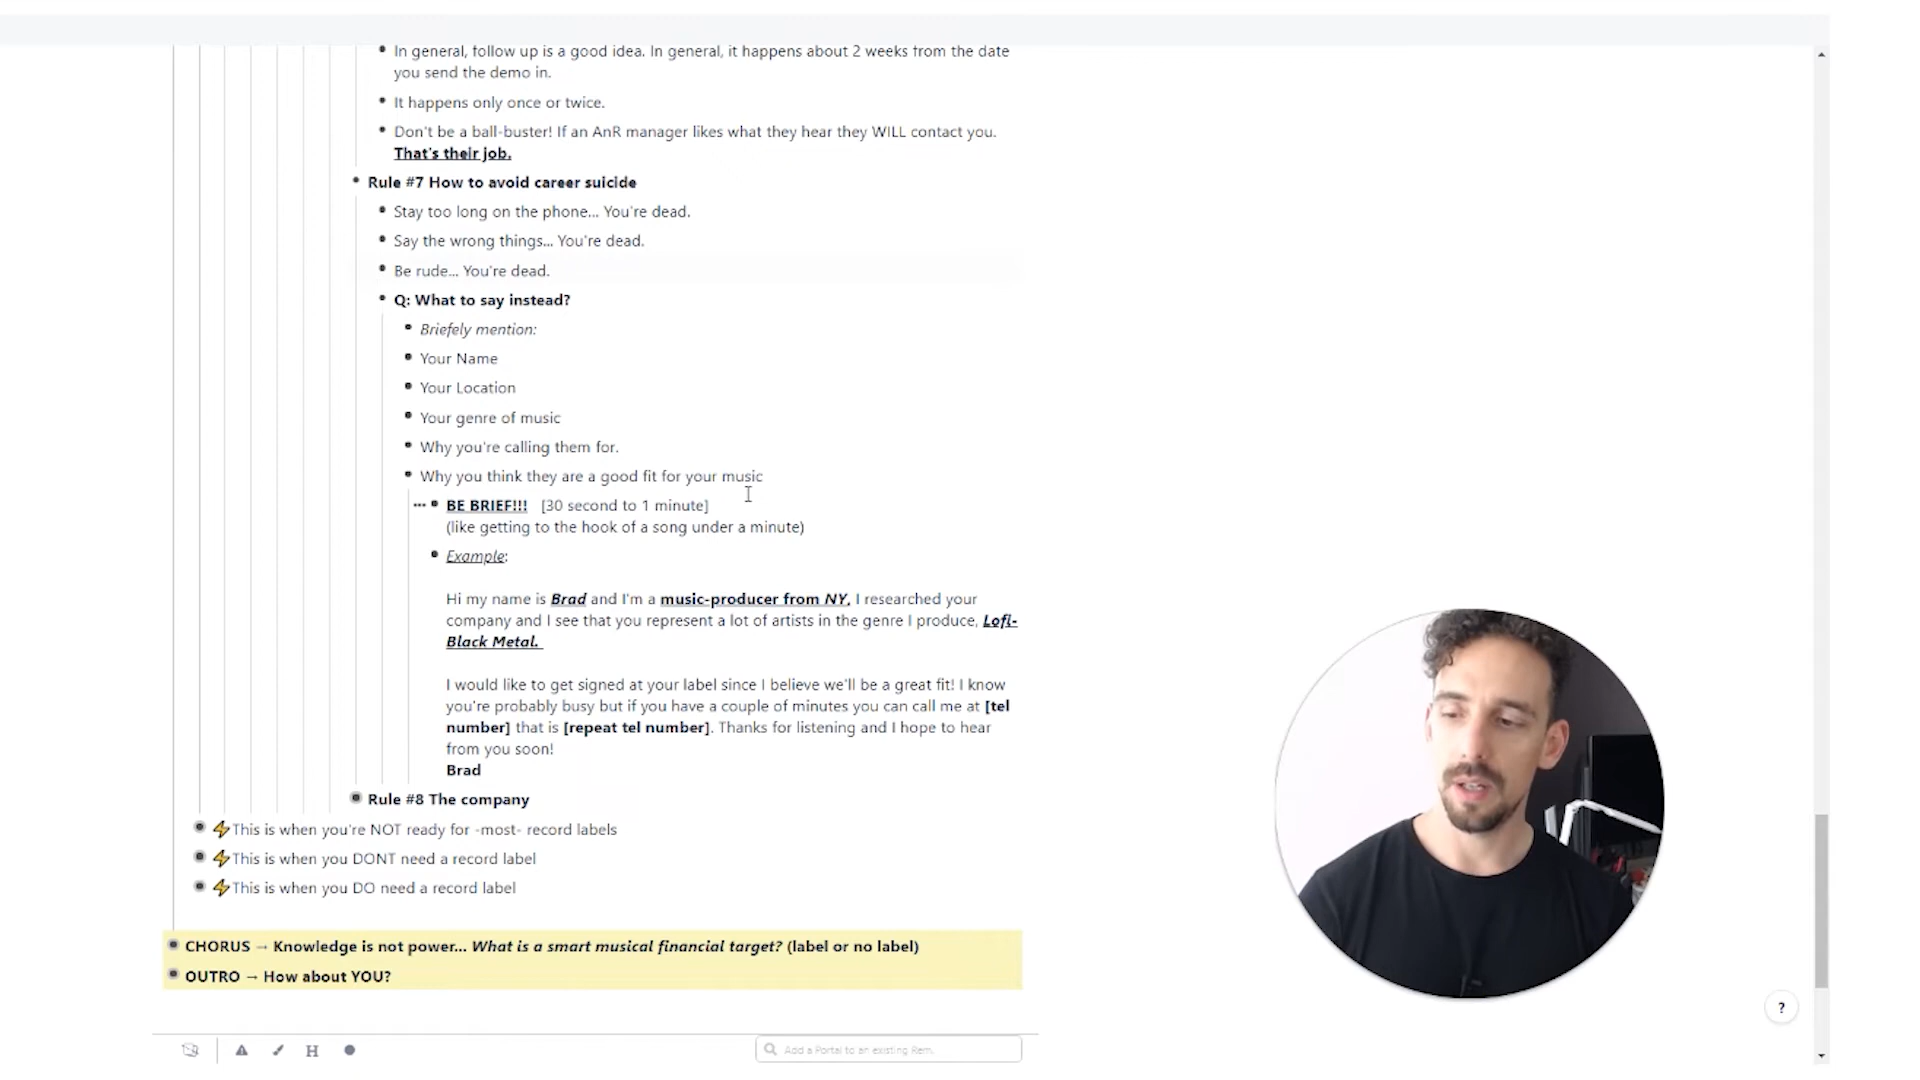 In general, follow up is a good idea. In general, it happens about 2 weeks from the date
you send the demo in.
It happens only once or twice.
Don't be a ball-buster! If an AnR manager likes what they hear they WILL contact you.
That's their job.
Rule #7 How to avoid career suicide
Stay too long on the phone... You're dead.
Say the wrong things... You're dead.
Be rude... You're dead.
Q: What to say instead?
Briefely mention:
Your Name
Your Location
Your genre of music
Why you're calling them for.
Why you think they are a good fit for your music
BE BRIEF!!! [30 second to 1 minute]
(like getting to the hook of a song under a minute)
Example:
Hi my name is Brad and I'm a music-producer from NY, I researched your
company and I see that you represent a lot of artists in the genre I produce, Lofi-
Black Metal.
I would like to get signed at your label since I believe we'll be a great fit! I know
you're probably busy but if you have a couple of minutes you can call me at [tel
number] that is [repeat tel number]. Thanks for listening and I hope to hear
from you soon!
Brad
Rule #8 The company
⚡This is when you're NOT ready for -most- record labels
⚡This is when you DONT need a record label
⚡This is when you DO need a record label
CHORUS → Knowledge is not power... What is a smart musical financial target? (label or no label)
OUTRO → How about YOU?
H
Add a Portal to an existing Rem.
?